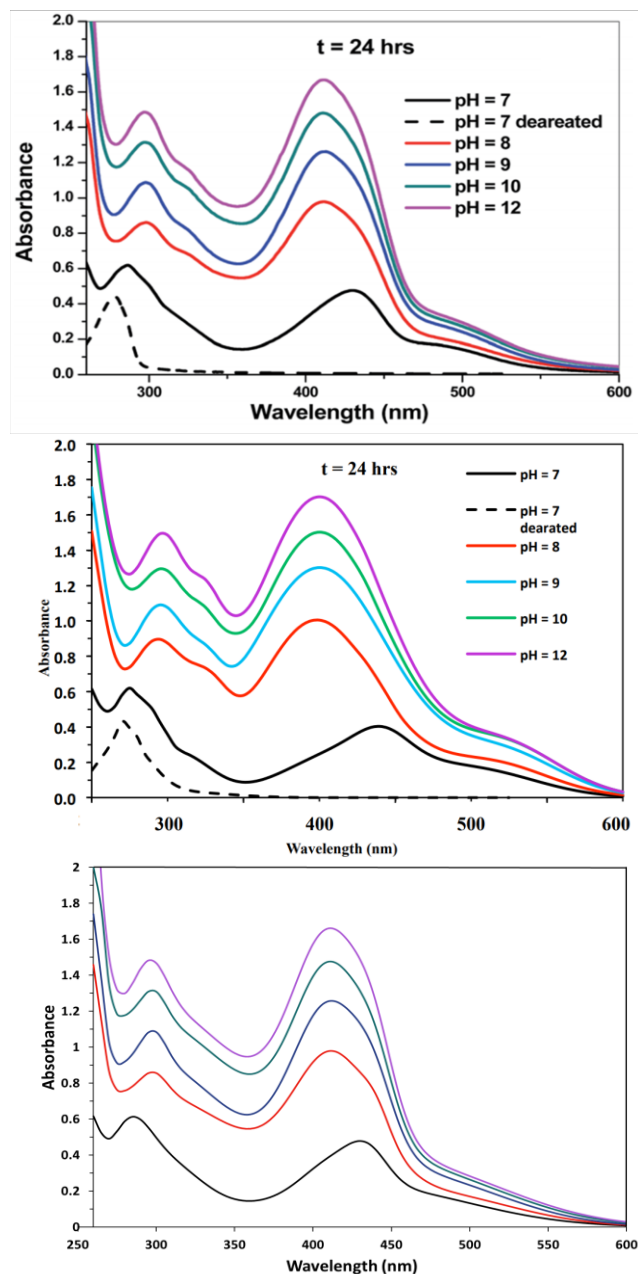 t = 24 hrs
pH = 7
pH = 7 deareated
pH = 8
pH = 9
pH = 10
pH = 12
Absorbance
2.0
1.8
1.6
1.4
1.2
1.0
0.8
0.6
0.4
0.2
0.0
300
400
500
600
Wavelength (nm)
t = 24 hrs
pH = 7
pH = 7
dearated
pH = 8
pH = 9
pH = 10
pH = 12
Absorbance
2.0
1.8
1.6
1.4
1.2
1.0
0.8
0.6
0.4
0.2
0.0
300
400
500
600
Wavelength (nm)
Absorbance
2
1.8
1.6
1.4
1.2
1
0.8
0.6
0.4
0.2
0
250
300
350
400
450
500
550
600
Wavelength (nm)